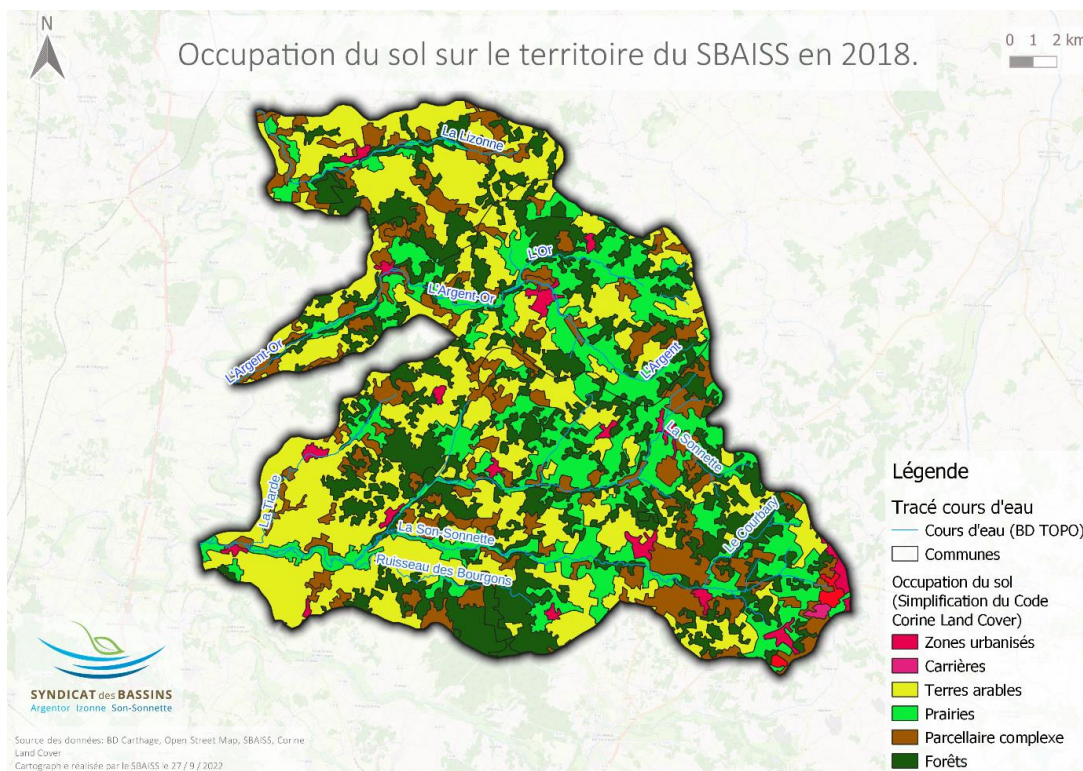 N
Occupation du sol sur le territoire du SBAISS en 2018.
0 1 2 km
La Lizonne
L'Or
L'Argent-Or
L'Argent-Or
L'Argent
La Sonnette
La Tiarde
Le Courbary
La Son-Sonnette
Ruisseau des Bourgons
Légende
Tracé cours d'eau
Cours d'eau (BD TOPO)
Communes
Occupation du sol
(Simplification du Code
Corine Land Cover)
Zones urbanisés
Carrières
Terres arables
Prairies
Parcellaire complexe
Forêts
SYNDICAT des BASSINS
Argentor Izonne Son-Sonnette
Source des données: BD Carthage, Open Street Map, SBAISS, Corine
Land Cover
Cartographie réalisée par le SBAISS le 27 / 9 / 2022